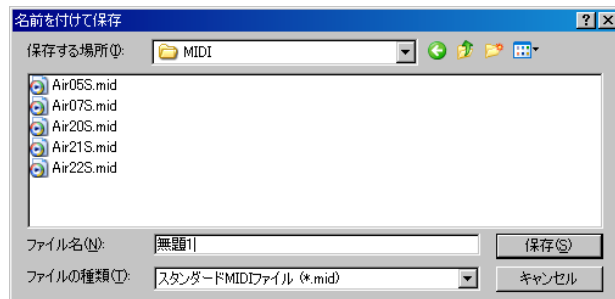 名前を付けて保存
保存する場所(I): MIDI
Air05S.mid
Air07S.mid
Air20S.mid
Air21S.mid
Air22S.mid
ファイル名(N): 無題1 保存(S)
ファイルの種類(T): スタンダードMIDIファイル (*.mid) キャンセル